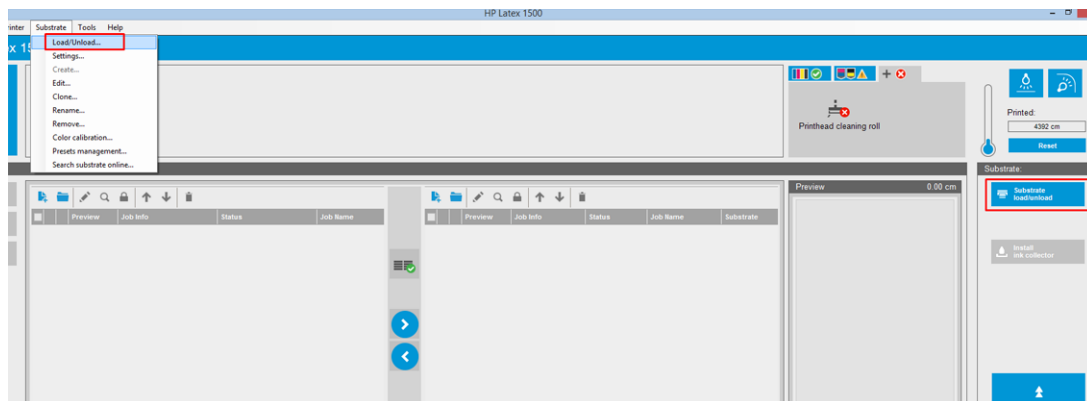 HP Latex 1500
Substrate Tools Help
Load/Unload...
Settings...
Create...
Edit...
Clone...
Rename...
Remove...
Color calibration...
Presets management...
Search substrate online...
Printhead cleaning roll
Printed:
4392 cm
Reset
Substrate:
Substrate
load/unload
Install
ink collector
Preview Job Info Status Job Name
Preview Job Info Status Job Name Substrate
Preview 0.00 cm